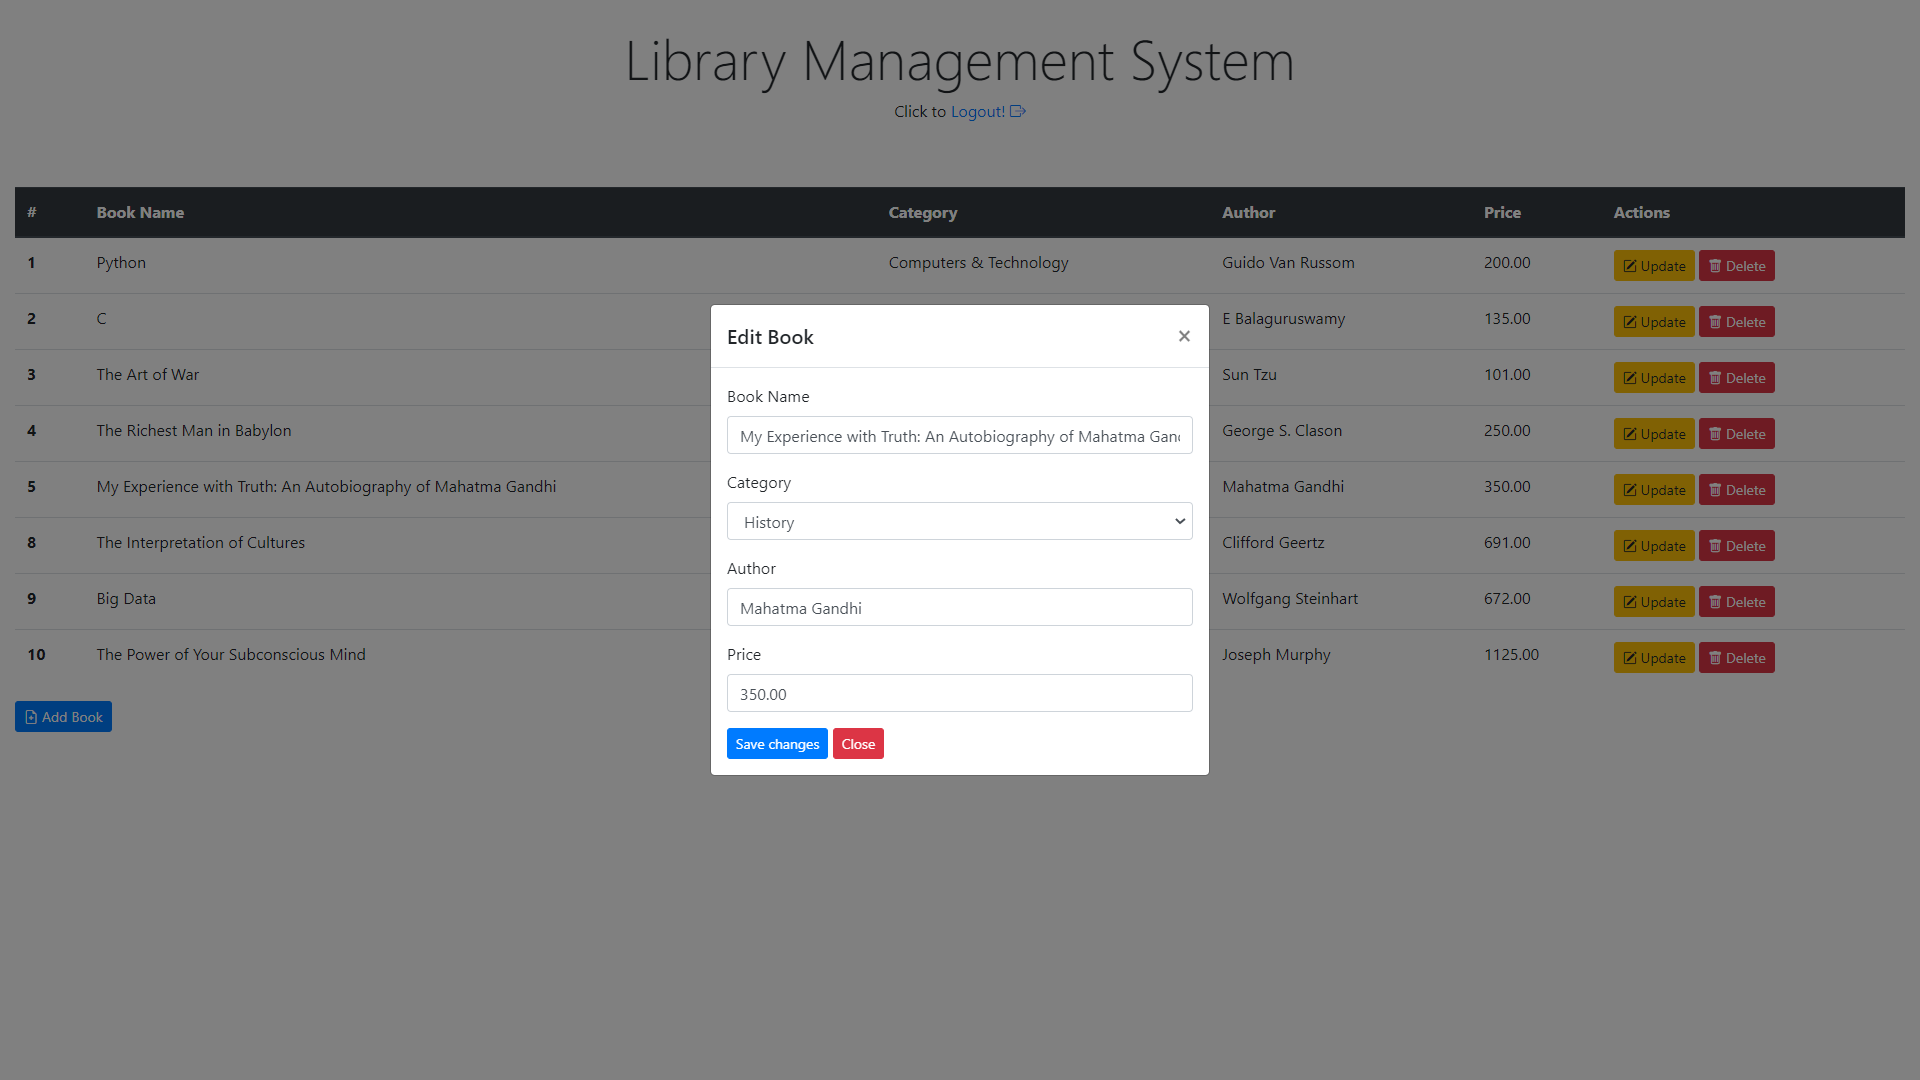 Library Management System
Click to Logout!
# Book Name Category Author Price Actions
1 Python Computers & Technology Guido Van Russom 200.00 Update Delete
2 C E Balaguruswamy 135.00 Update Delete
3 The Art of War Sun Tzu 101.00 Update Delete
4 The Richest Man in Babylon George S. Clason 250.00 Update Delete
5 My Experience with Truth: An Autobiography of Mahatma Gandhi Mahatma Gandhi 350.00 Update Delete
8 The Interpretation of Cultures Clifford Geertz 691.00 Update Delete
9 Big Data Wolfgang Steinhart 672.00 Update Delete
10 The Power of Your Subconscious Mind Joseph Murphy 1125.00 Update Delete
Add Book
Edit Book ×
Book Name
My Experience with Truth: An Autobiography of Mahatma
Category
History
Author
Mahatma Gandhi
Price
350.00
Save changes Close